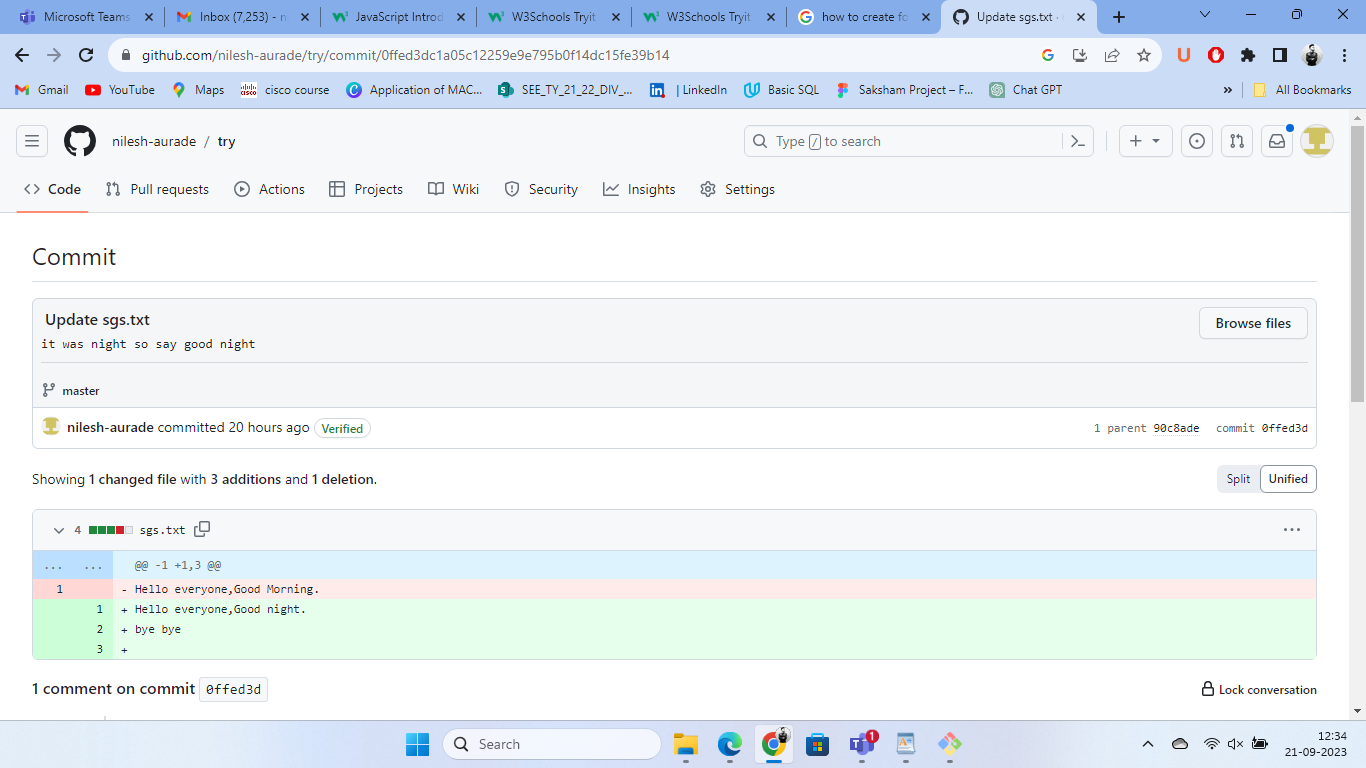 Microsoft Teams
Inbox (7,253) - n
JavaScript Introd
W3Schools Tryit
W3Schools Tryit
how to create fo
Update sgs.txt ·
github.com/nilesh-aurade/try/commit/0ffed3dc1a05c12259e9e795b0f14dc15fe39b14
Gmail
YouTube
Maps
cisco course
Application of MAC...
SEE_TY_21_22_DIV_...
| LinkedIn
Basic SQL
Saksham Project – F...
Chat GPT
»
All Bookmarks
nilesh-aurade / try
Type / to search
Code
Pull requests
Actions
Projects
Wiki
Security
Insights
Settings
Commit
Update sgs.txt
Browse files
it was night so say good night
master
nilesh-aurade committed 20 hours ago Verified
1 parent 90c8ade commit 0ffed3d
Showing 1 changed file with 3 additions and 1 deletion.
Split Unified
4 sgs.txt
... ... @@ -1 +1,3 @@
1 - Hello everyone,Good Morning.
1 + Hello everyone,Good night.
2 + bye bye
3 +
1 comment on commit 0ffed3d
Lock conversation
Search
1
12:34
21-09-2023